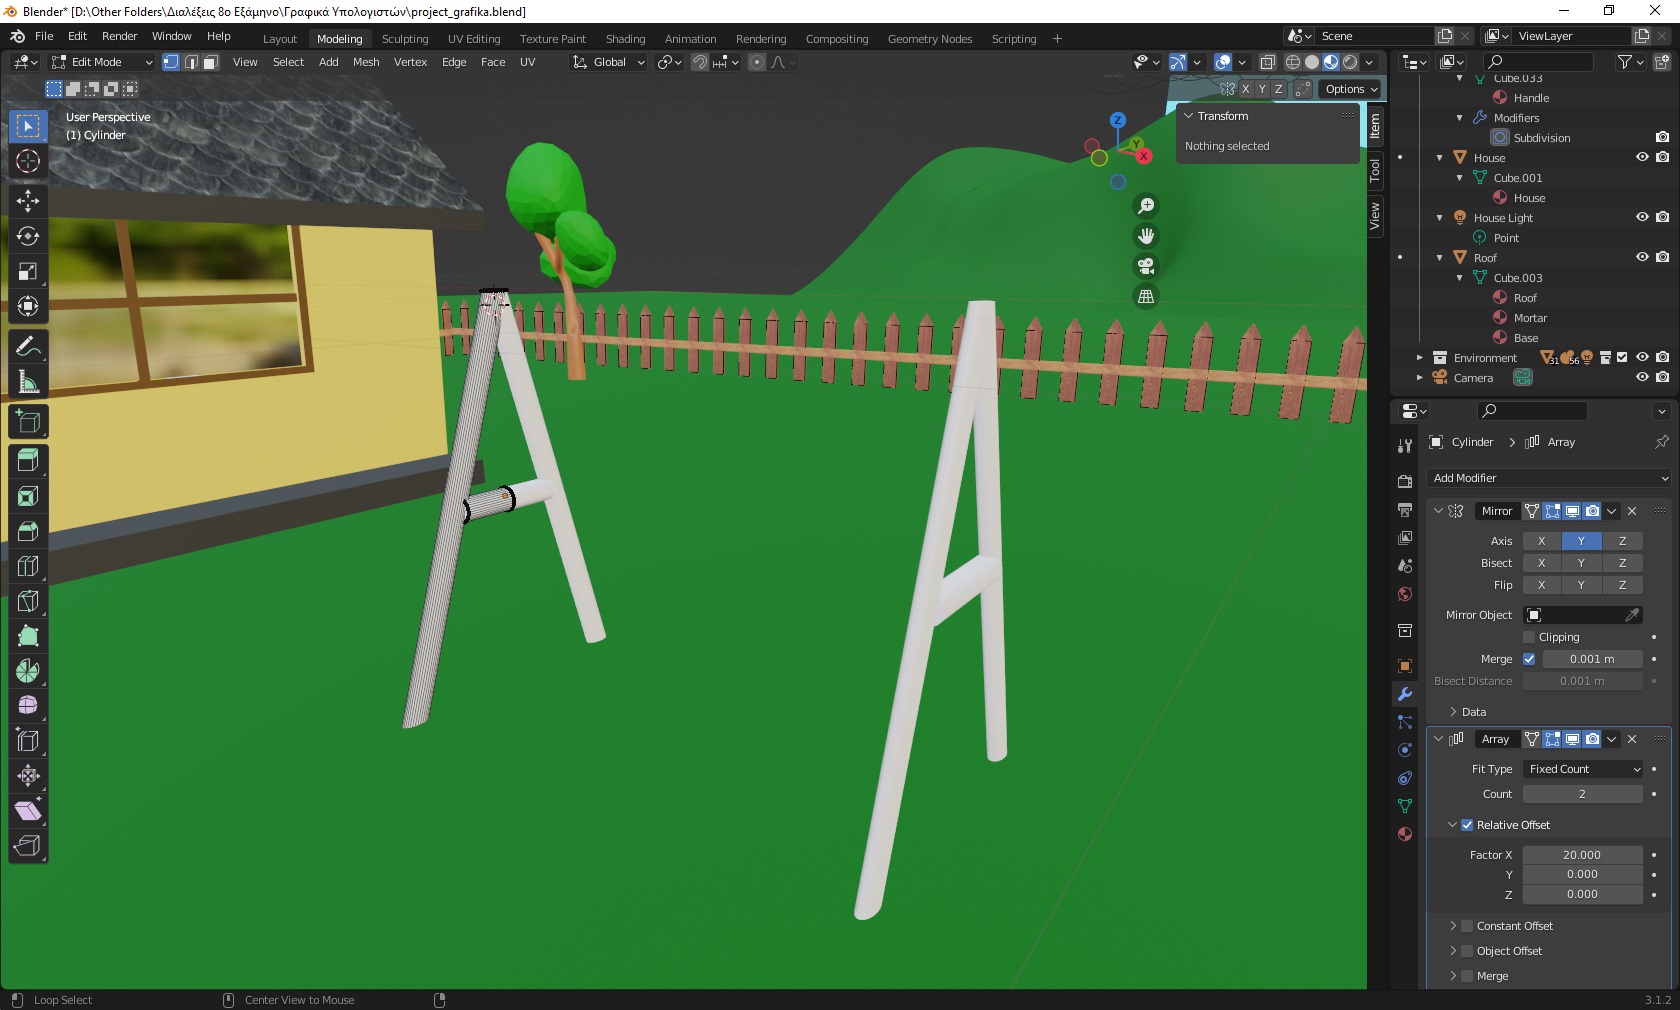 Blender* [D:\Other Folders\Διαλέξεις 8ο Εξάμηνο\Γραφικά Υπολογιστών\project_grafika.blend]
File Edit Render Window Help Layout Modeling Sculpting UV Editing Texture Paint Shading Animation Rendering Compositing Geometry Nodes Scripting + Scene ViewLayer
Edit Mode View Select Add Mesh Vertex Edge Face UV Global
X Y Z Options
User Perspective
(1) Cylinder
Z
Y
X
Transform
Nothing selected
Item
Tool
View
Cube.033
Handle
Modifiers
Subdivision
House
Cube.001
House
House Light
Point
Roof
Cube.003
Roof
Mortar
Base
Environment 31 56
Camera
Cylinder > Array
Add Modifier
Mirror
Axis X Y Z
Bisect X Y Z
Flip X Y Z
Mirror Object
Clipping
Merge 0.001 m
Bisect Distance 0.001 m
Data
Array
Fit Type Fixed Count
Count 2
Relative Offset
Factor X 20.000
Y 0.000
Z 0.000
Constant Offset
Object Offset
Merge
Loop Select Center View to Mouse 3.1.2